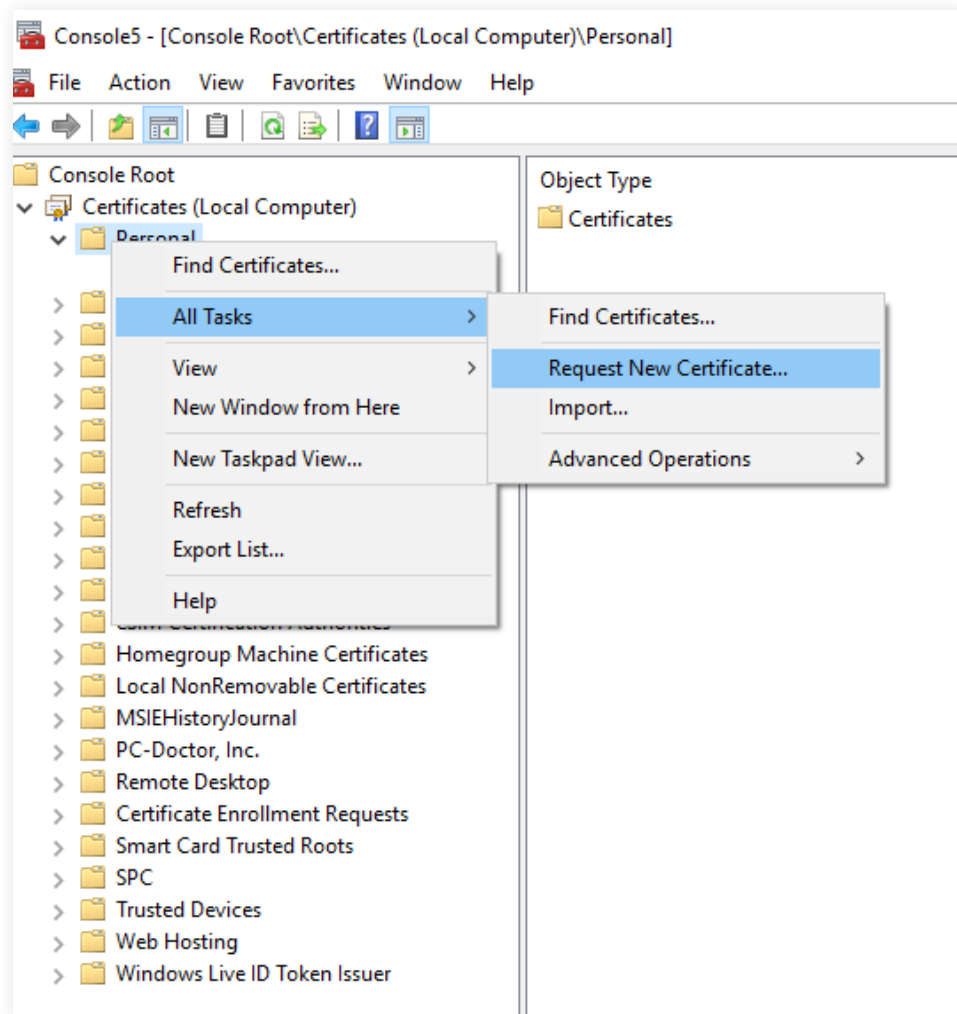 Console5 - [Console Root\Certificates (Local Computer)\Personal]
File Action View Favorites Window Help
Console Root
Certificates (Local Computer)
Personal
Object Type
Certificates
Find Certificates...
All Tasks
View
New Window from Here
New Taskpad View...
Refresh
Export List...
Help
Find Certificates...
Request New Certificate...
Import...
Advanced Operations
Homegroup Machine Certificates
Local NonRemovable Certificates
MSIEHistoryJournal
PC-Doctor, Inc.
Remote Desktop
Certificate Enrollment Requests
Smart Card Trusted Roots
SPC
Trusted Devices
Web Hosting
Windows Live ID Token Issuer